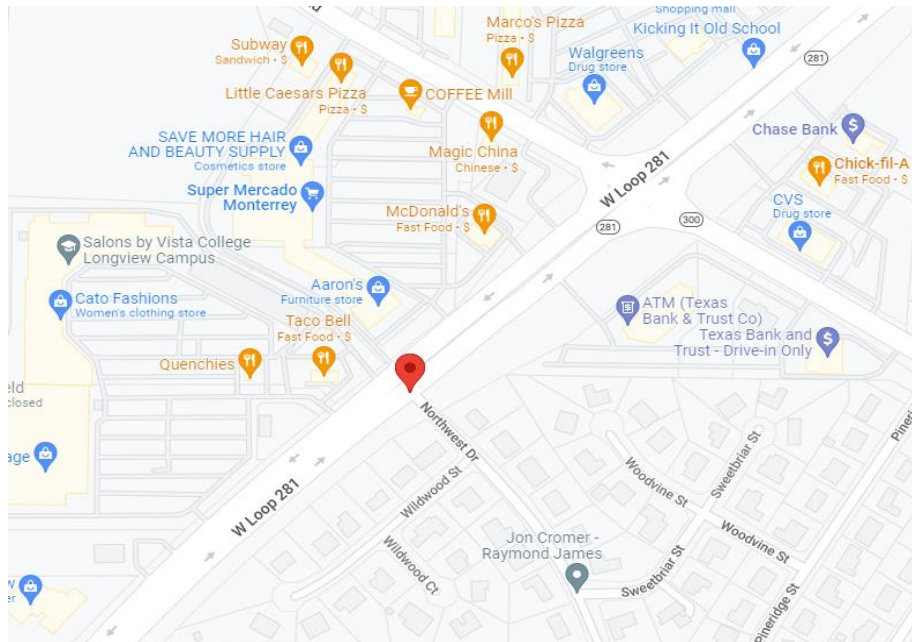 Shopping mall
Marco's Pizza
Pizza • $
Kicking It Old School
Subway
Sandwich • $
Walgreens
Drug store
281
Little Caesars Pizza
Pizza • $
COFFEE Mill
Chase Bank
SAVE MORE HAIR
AND BEAUTY SUPPLY
Cosmetics store
Magic China
Chinese • $
Chick-fil-A
Fast Food • $
Super Mercado
Monterrey
W Loop 281
CVS
Drug store
McDonald's
Fast Food • $
281
300
Salons by Vista College
Longview Campus
Aaron's
Furniture store
Cato Fashions
Women's clothing store
ATM (Texas
Bank & Trust Co)
Taco Bell
Fast Food • $
Texas Bank and
Trust - Drive-in Only
Quenchies
eld
closed
Northwest Dr
Pineri
Sweetbriar St
age
Wildwood St
Woodvine St
W Loop 281
Wildwood Ct
Jon Cromer -
Raymond James
Woodvine St
Sweetbriar St
Pineridge St